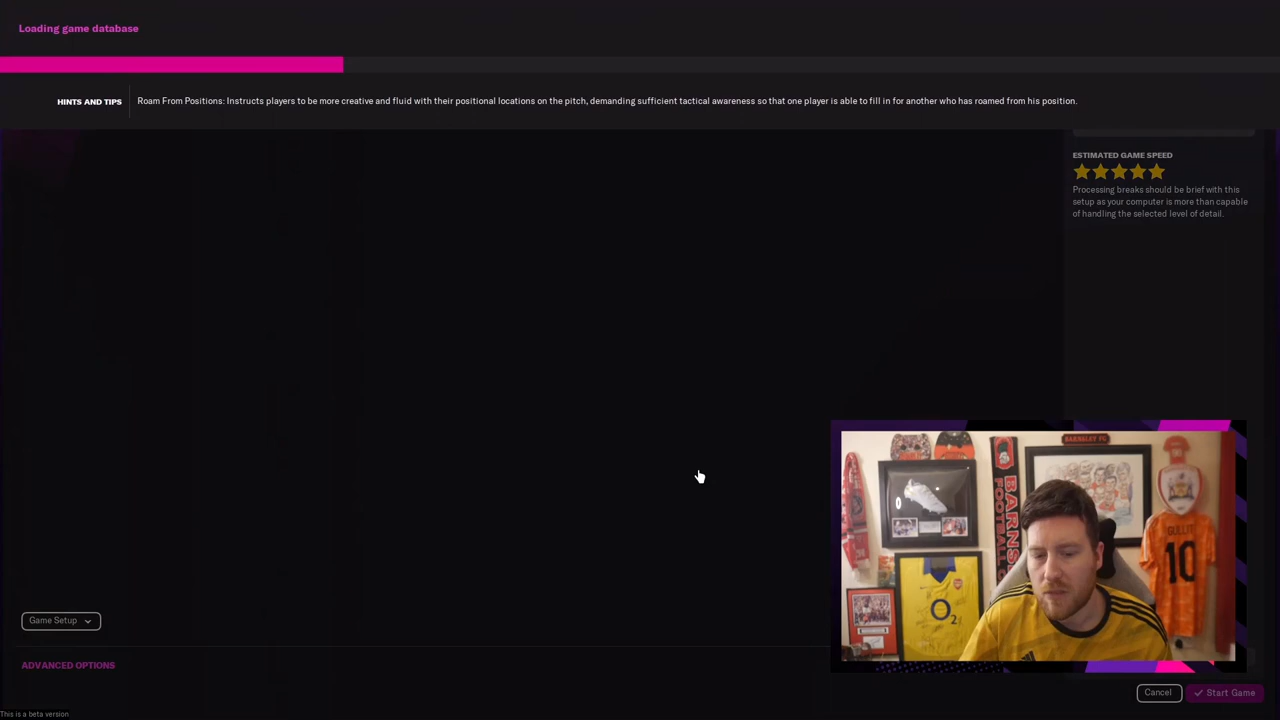 Loading game database
HINTS AND TIPS
Roam From Positions: Instructs players to be more creative and fluid with their positional locations on the pitch, demanding sufficient tactical awareness so that one player is able to fill in for another who has roamed from his position.
ESTIMATED GAME SPEED
Processing breaks should be brief with this
setup as your computer is more than capable
of handling the selected level of detail.
BARNSLEY FC
BARNS
FOOTBALL C
GULLIT
10
O2
Game Setup
ADVANCED OPTIONS
Cancel
Start Game
This is a beta version